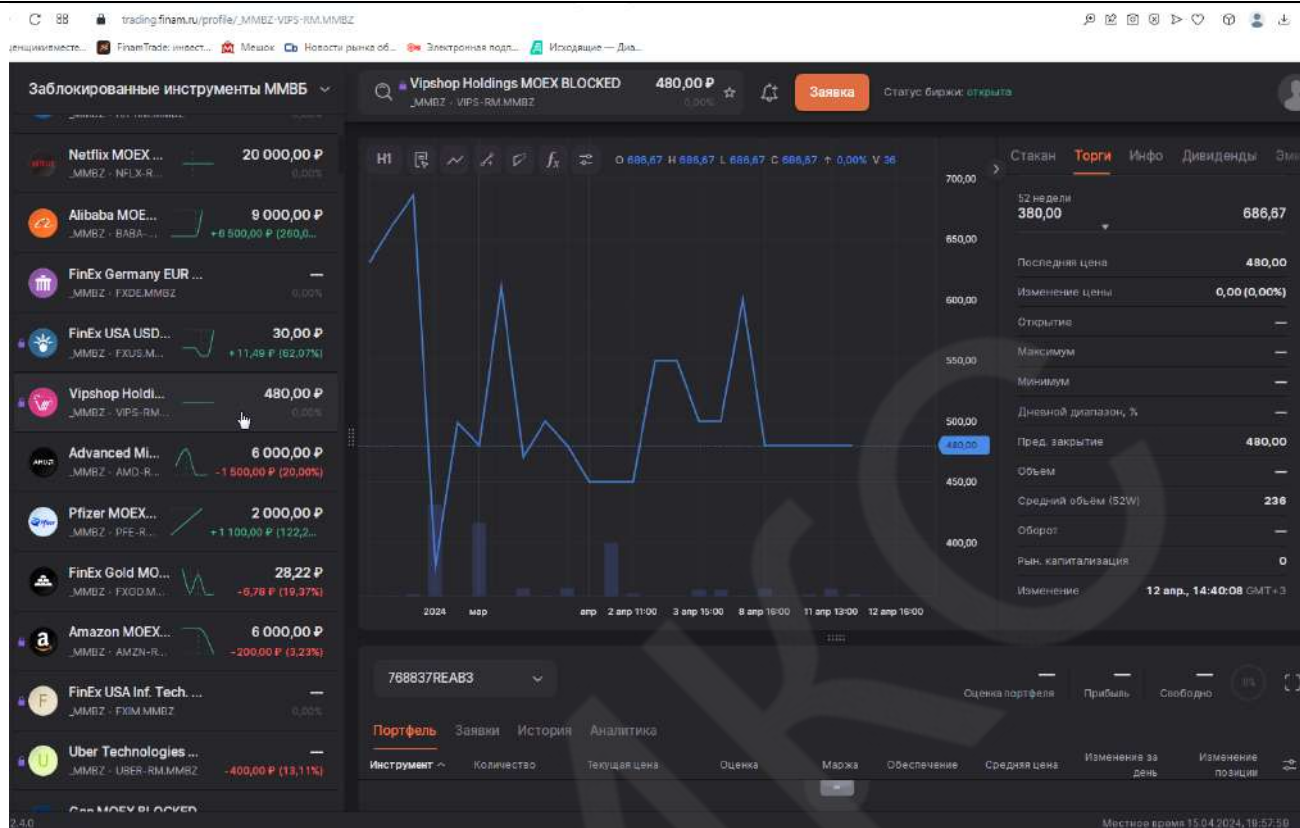 trading.finam.ru/profile/_MMBZ-VIPS-RM.MMBZ
FinamTrade: инвест... Мешок Новости рынка об... Электронная подп... Исходящие — Диа...
Заблокированные инструменты ММВБ
Vipshop Holdings MOEX BLOCKED
_MMBZ · VIPS-RM.MMBZ
480,00 ₽
0,00%
Заявка
Статус биржи: открыта
Netflix MOEX ... 20 000,00 ₽
_MMBZ · NFLX-R... 0,00%
Alibaba MOE... 9 000,00 ₽
_MMBZ · BABA-... +6 500,00 ₽ (260,0...
FinEx Germany EUR ... —
_MMBZ · FXDE.MMBZ 0,00%
FinEx USA USD... 30,00 ₽
_MMBZ · FXUS.M... +11,49 ₽ (62,07%)
Vipshop Holdi... 480,00 ₽
_MMBZ · VIPS-RM... 0,00%
Advanced Mi... 6 000,00 ₽
_MMBZ · AMD-R... -1 500,00 ₽ (20,00%)
Pfizer MOEX... 2 000,00 ₽
_MMBZ · PFE-R... +1 100,00 ₽ (122,2...
FinEx Gold MO... 28,22 ₽
_MMBZ · FXGD.M... -6,78 ₽ (19,37%)
Amazon MOEX... 6 000,00 ₽
_MMBZ · AMZN-R... -200,00 ₽ (3,23%)
FinEx USA Inf. Tech. ... —
_MMBZ · FXIM.MMBZ 0,00%
Uber Technologies ... —
_MMBZ · UBER-RM.MMBZ -400,00 ₽ (13,11%)
Gap MOEX BLOCKED
2.4.0
H1 O 686,67 H 686,67 L 686,67 C 686,67 ↑ 0,00% V 36
700,00
650,00
600,00
550,00
500,00
480,00
450,00
400,00
2024 мар апр 2 апр 11:00 3 апр 15:00 8 апр 16:00 11 апр 13:00 12 апр 16:00
Стакан Торги Инфо Дивиденды Эми
52 недели
380,00 686,67
Последняя цена 480,00
Изменение цены 0,00 (0,00%)
Открытие —
Максимум —
Минимум —
Дневной диапазон, % —
Пред. закрытие 480,00
Объем —
Средний объём (52W) 236
Оборот —
Рын. капитализация 0
Изменение 12 апр., 14:40:08 GMT+3
768837REAB3
Оценка портфеля — Прибыль — Свободно —
Портфель Заявки История Аналитика
Инструмент Количество Текущая цена Оценка Маржа Обеспечение Средняя цена Изменение за день Изменение позиции
Местное время 15.04.2024, 18:57:59